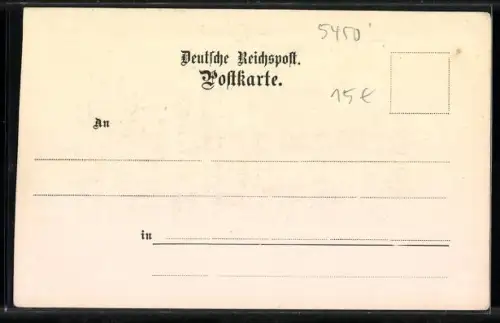 5450
Deutsche Reichspost.
Postkarte.
15€
An
in